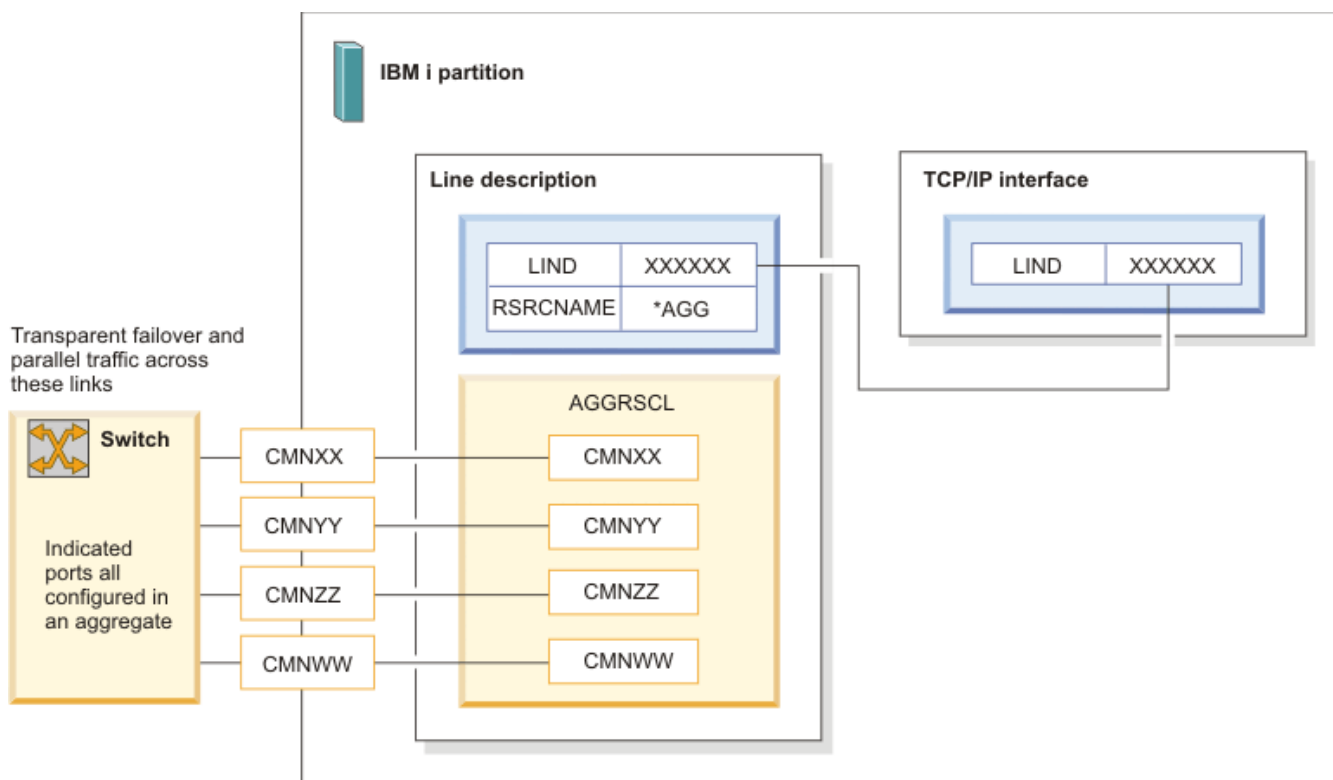 IBM i partition
Line description
LIND XXXXXX
RSRCNAME *AGG
TCP/IP interface
LIND XXXXXX
Transparent failover and
parallel traffic across
these links
Switch
Indicated
ports all
configured in
an aggregate
CMNXX
CMNYY
CMNZZ
CMNWW
AGGRSCL
CMNXX
CMNYY
CMNZZ
CMNWW